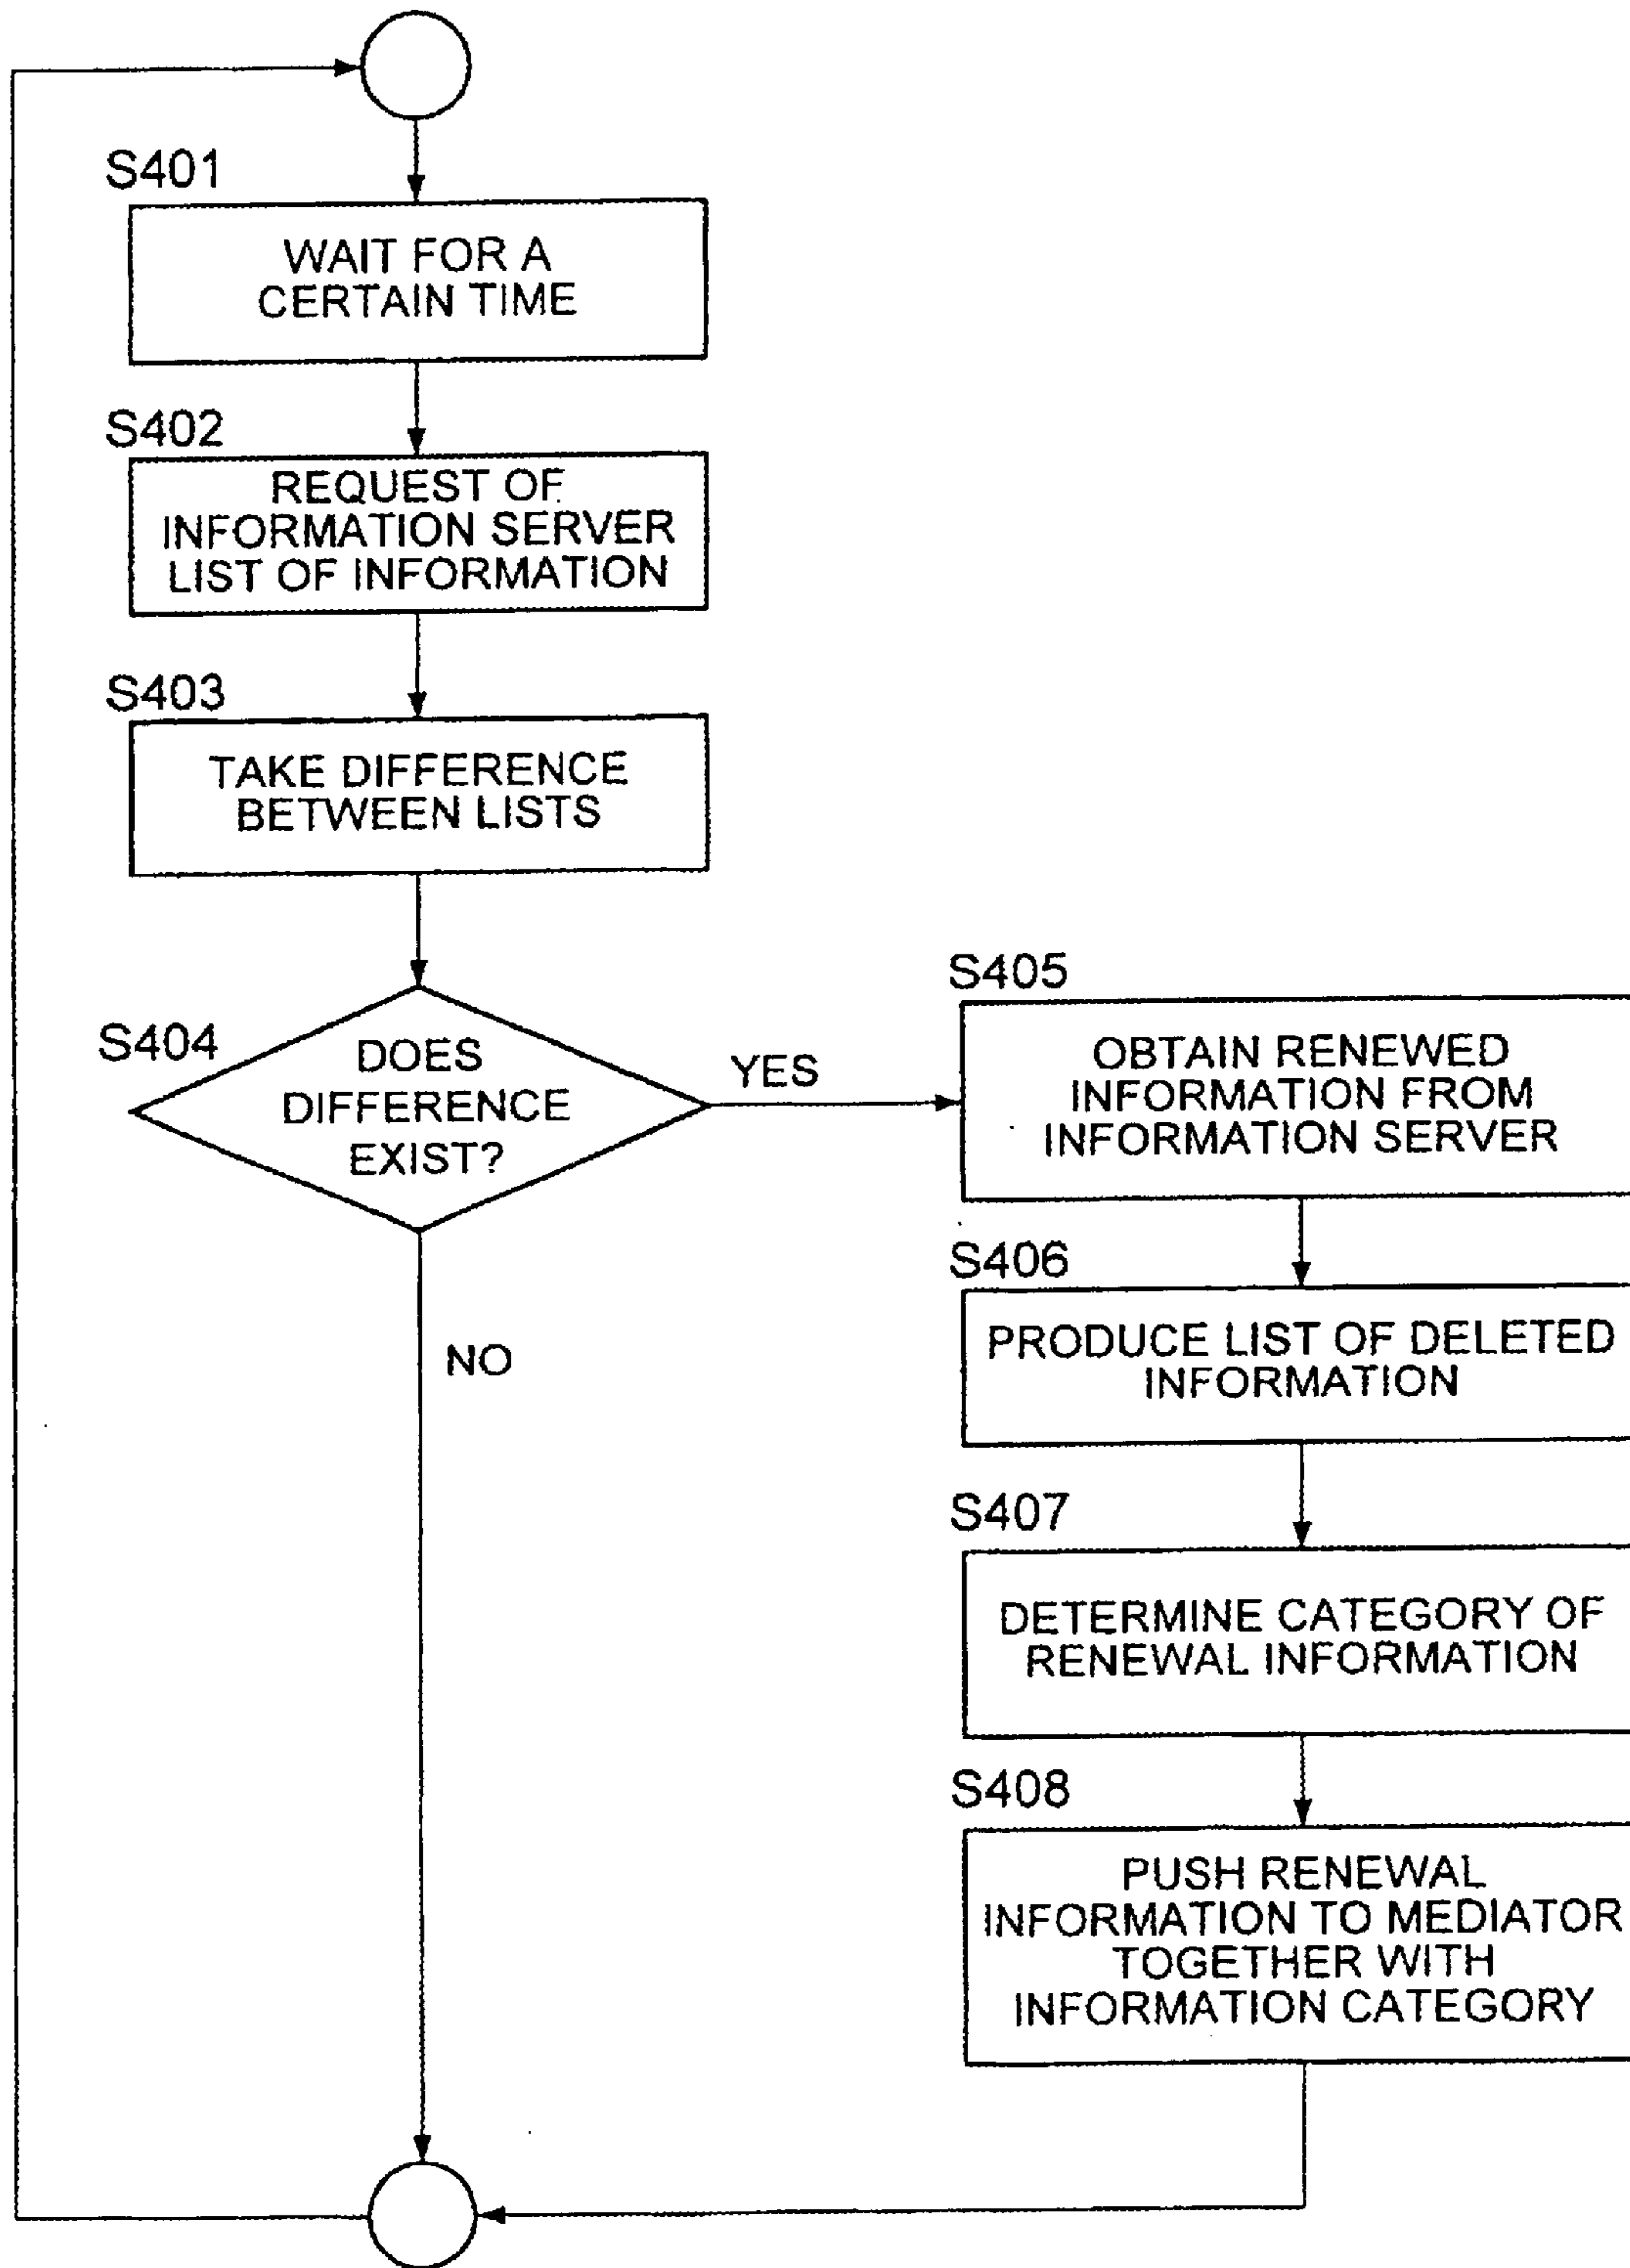 S401
WAIT FOR A
CERTAIN TIME
S402
REQUEST OF
INFORMATION SERVER
LIST OF INFORMATION
S403
TAKE DIFFERENCE
BETWEEN LISTS
S404
DOES
DIFFERENCE
EXIST?
YES
NO
S405
OBTAIN RENEWED
INFORMATION FROM
INFORMATION SERVER
S406
PRODUCE LIST OF DELETED
INFORMATION
S407
DETERMINE CATEGORY OF
RENEWAL INFORMATION
S408
PUSH RENEWAL
INFORMATION TO MEDIATOR
TOGETHER WITH
INFORMATION CATEGORY